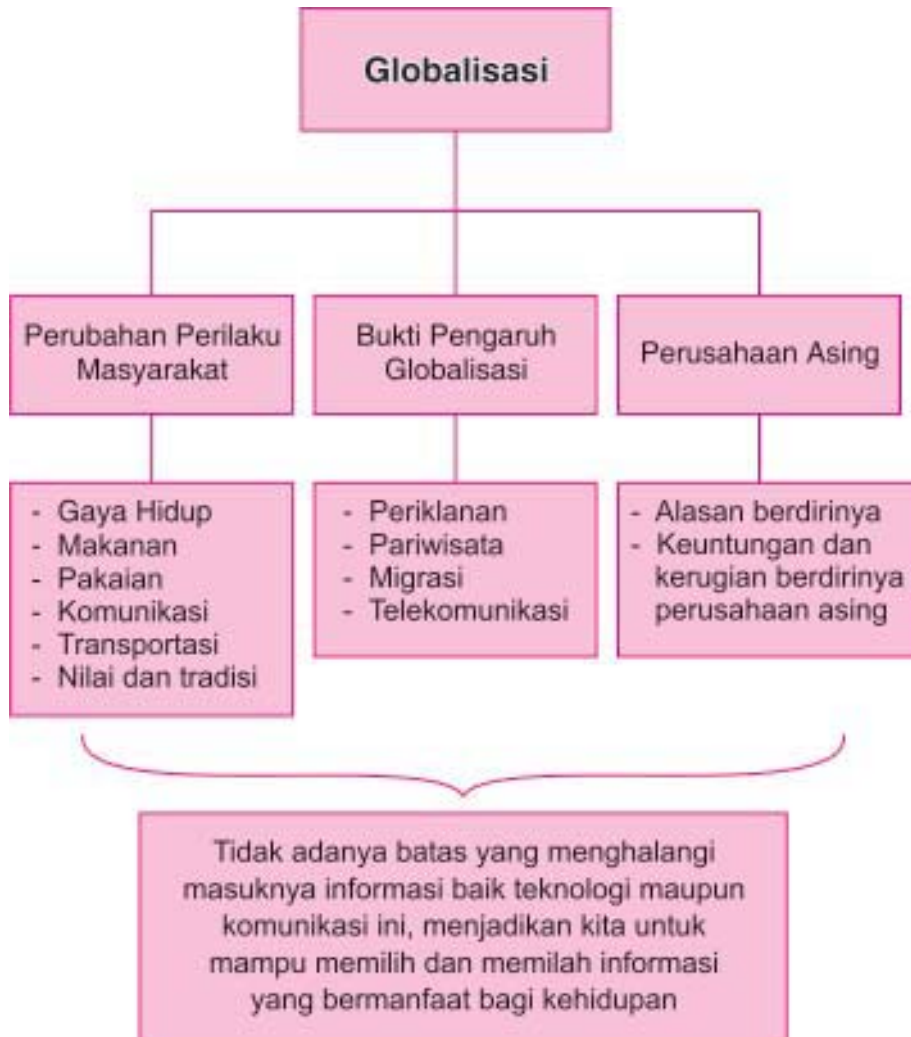 Globalisasi
Perubahan Perilaku
Masyarakat
Bukti Pengaruh
Globalisasi
Perusahaan Asing
- Gaya Hidup
- Makanan
- Pakaian
- Komunikasi
- Transportasi
- Nilai dan tradisi
- Periklanan
- Pariwisata
- Migrasi
- Telekomunikasi
- Alasan berdirinya
- Keuntungan dan
kerugian berdirinya
perusahaan asing
Tidak adanya batas yang menghalangi
masuknya informasi baik teknologi maupun
komunikasi ini, menjadikan kita untuk
mampu memilih dan memilah informasi
yang bermanfaat bagi kehidupan